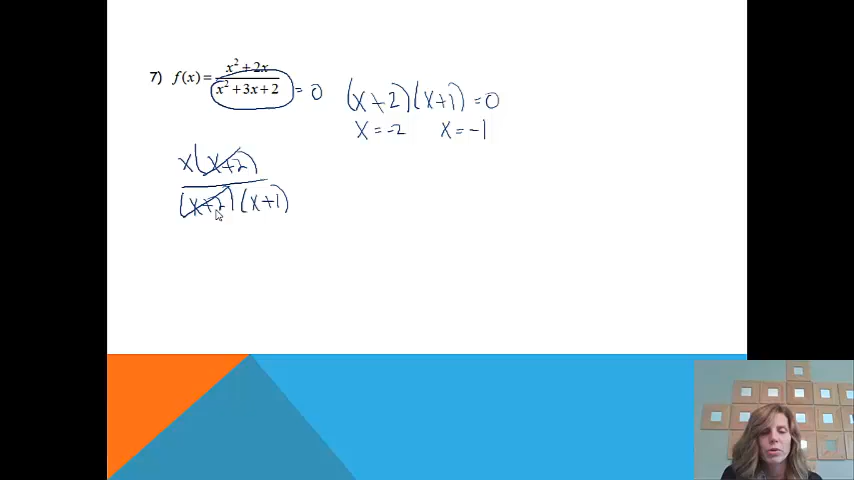 7) f(x) = x² + 2x / x² + 3x + 2 = 0
(x+2)(x+1) = 0
x = -2 x = -1
x(x+2)
(x+2)(x+1)